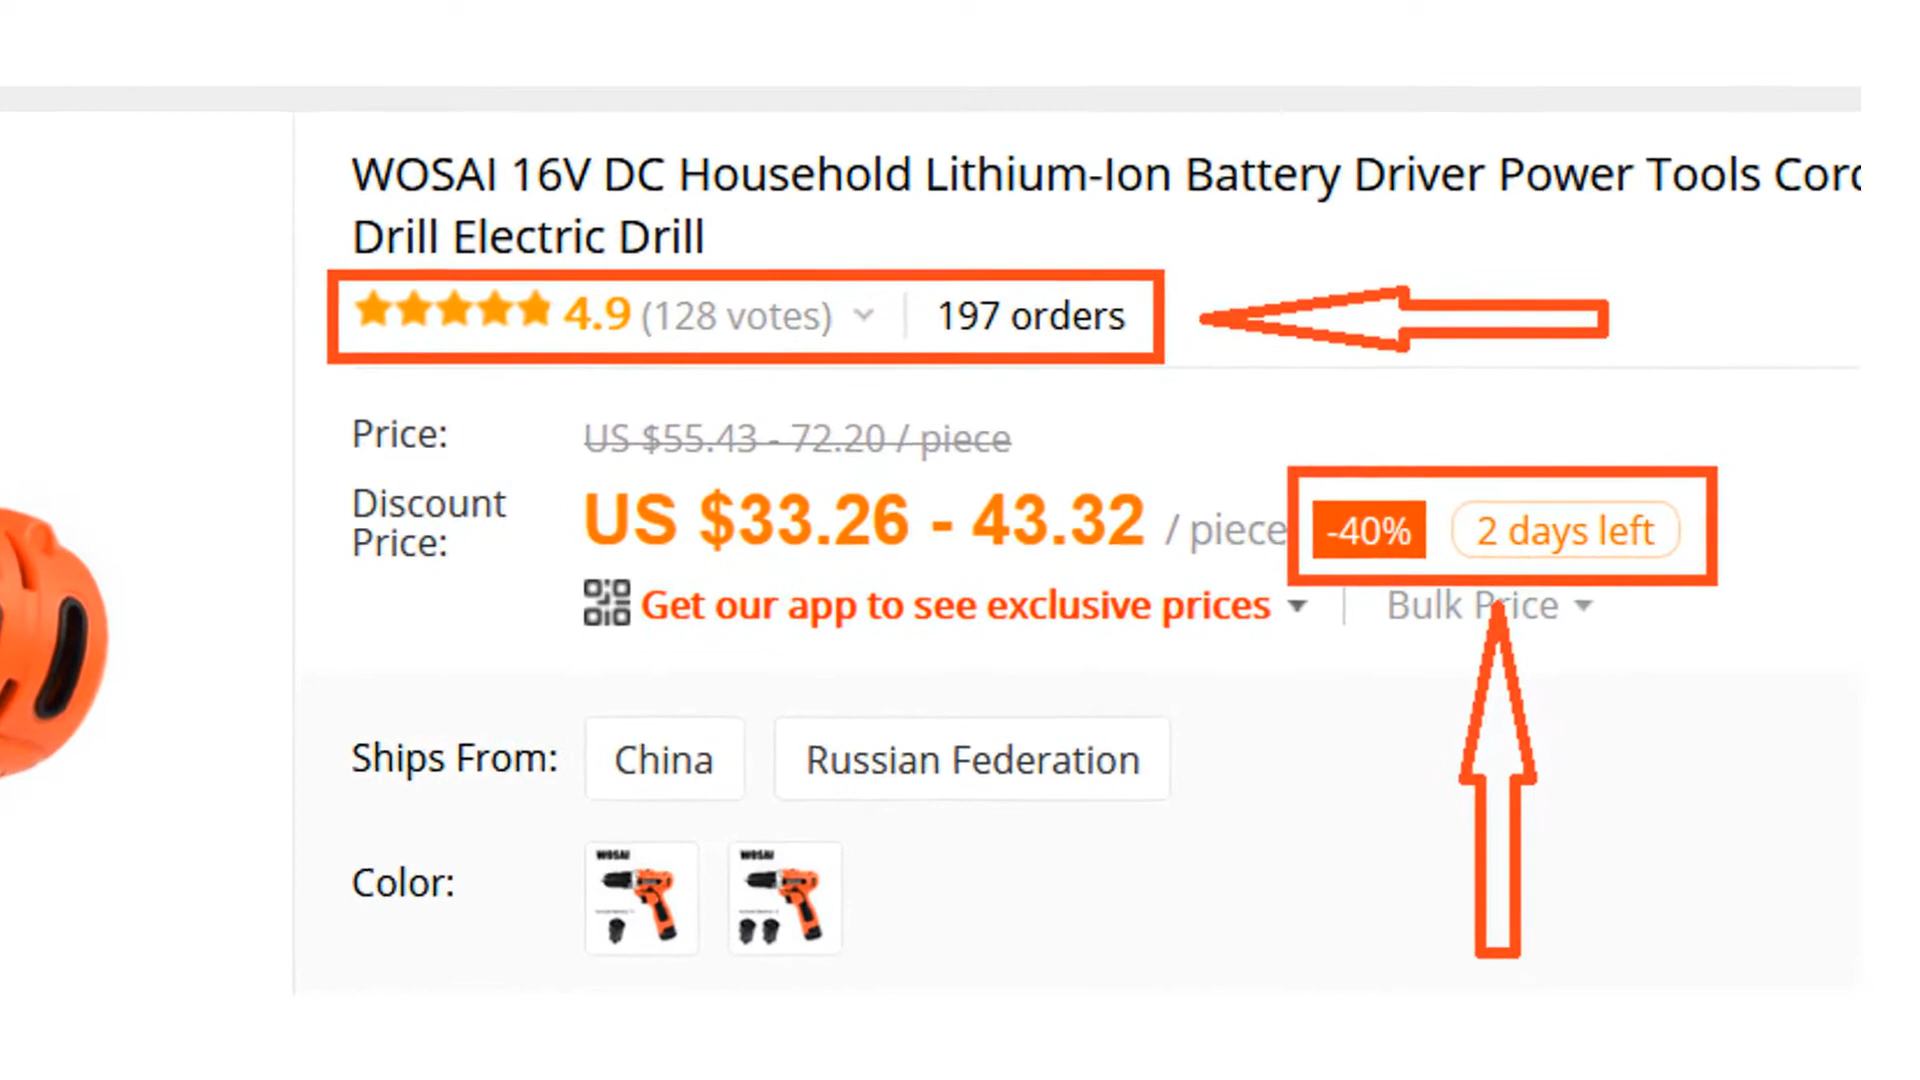 WOSAI 16V DC Household Lithium-Ion Battery Driver Power Tools
Drill Electric Drill
4.9 (128 votes) 197 orders
Price: US $55.43 - 72.20 / piece
Discount Price: US $33.26 - 43.32 / piece -40% 2 days left
Get our app to see exclusive prices Bulk Price
Ships From: China Russian Federation
Color:
WOSAI WOSAI